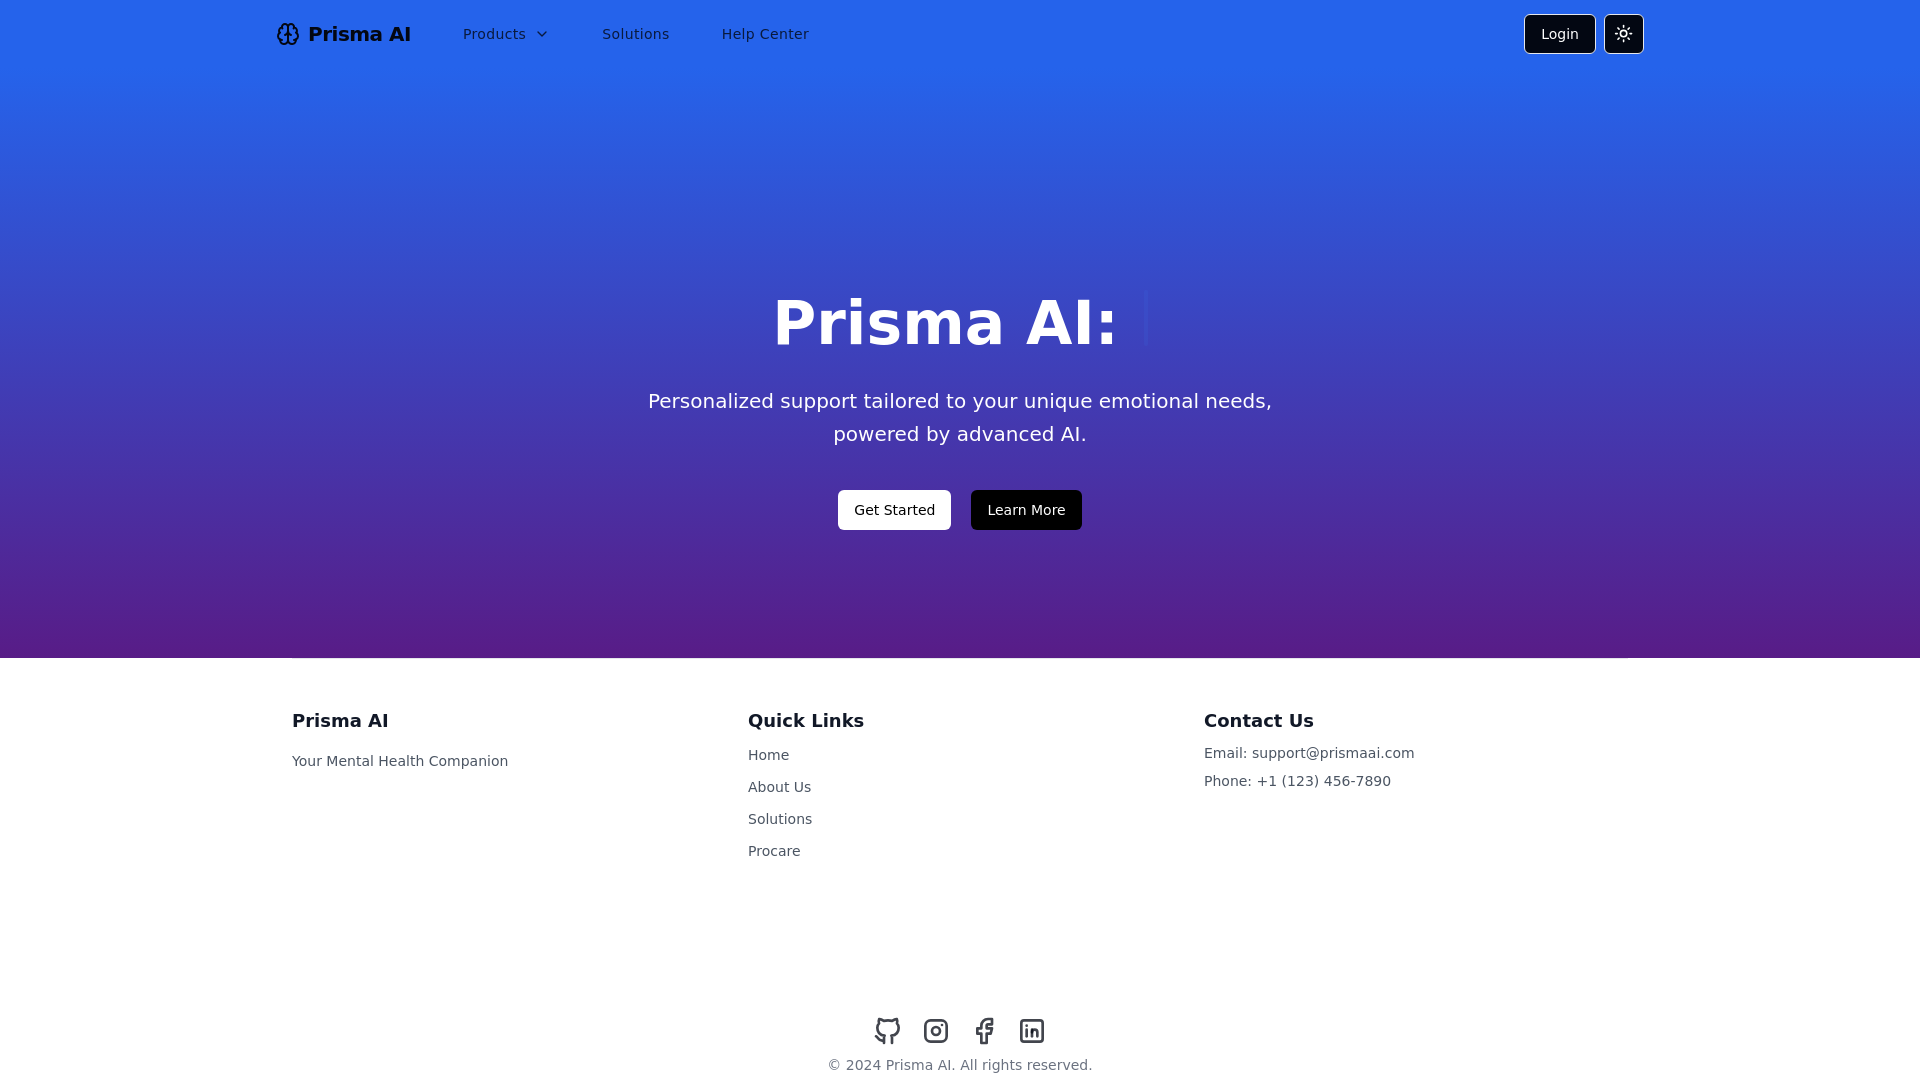 Prisma AI
Products
Solutions
Help Center
Login
Prisma AI:
Personalized support tailored to your unique emotional needs,
powered by advanced AI.
Get Started
Learn More
Prisma AI
Your Mental Health Companion
Quick Links
Home
About Us
Solutions
Procare
Contact Us
Email: support@prismaai.com
Phone: +1 (123) 456-7890
© 2024 Prisma AI. All rights reserved.